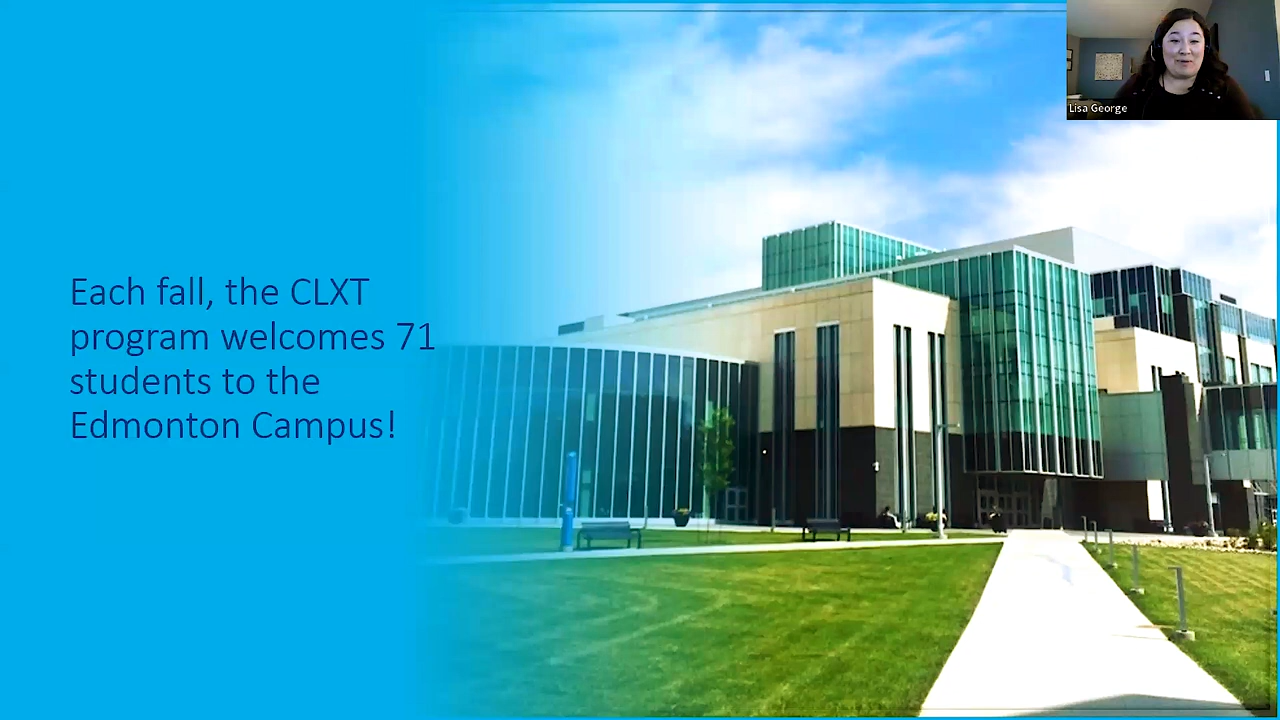 Lisa George
Each fall, the CLXT
program welcomes 71
students to the
Edmonton Campus!